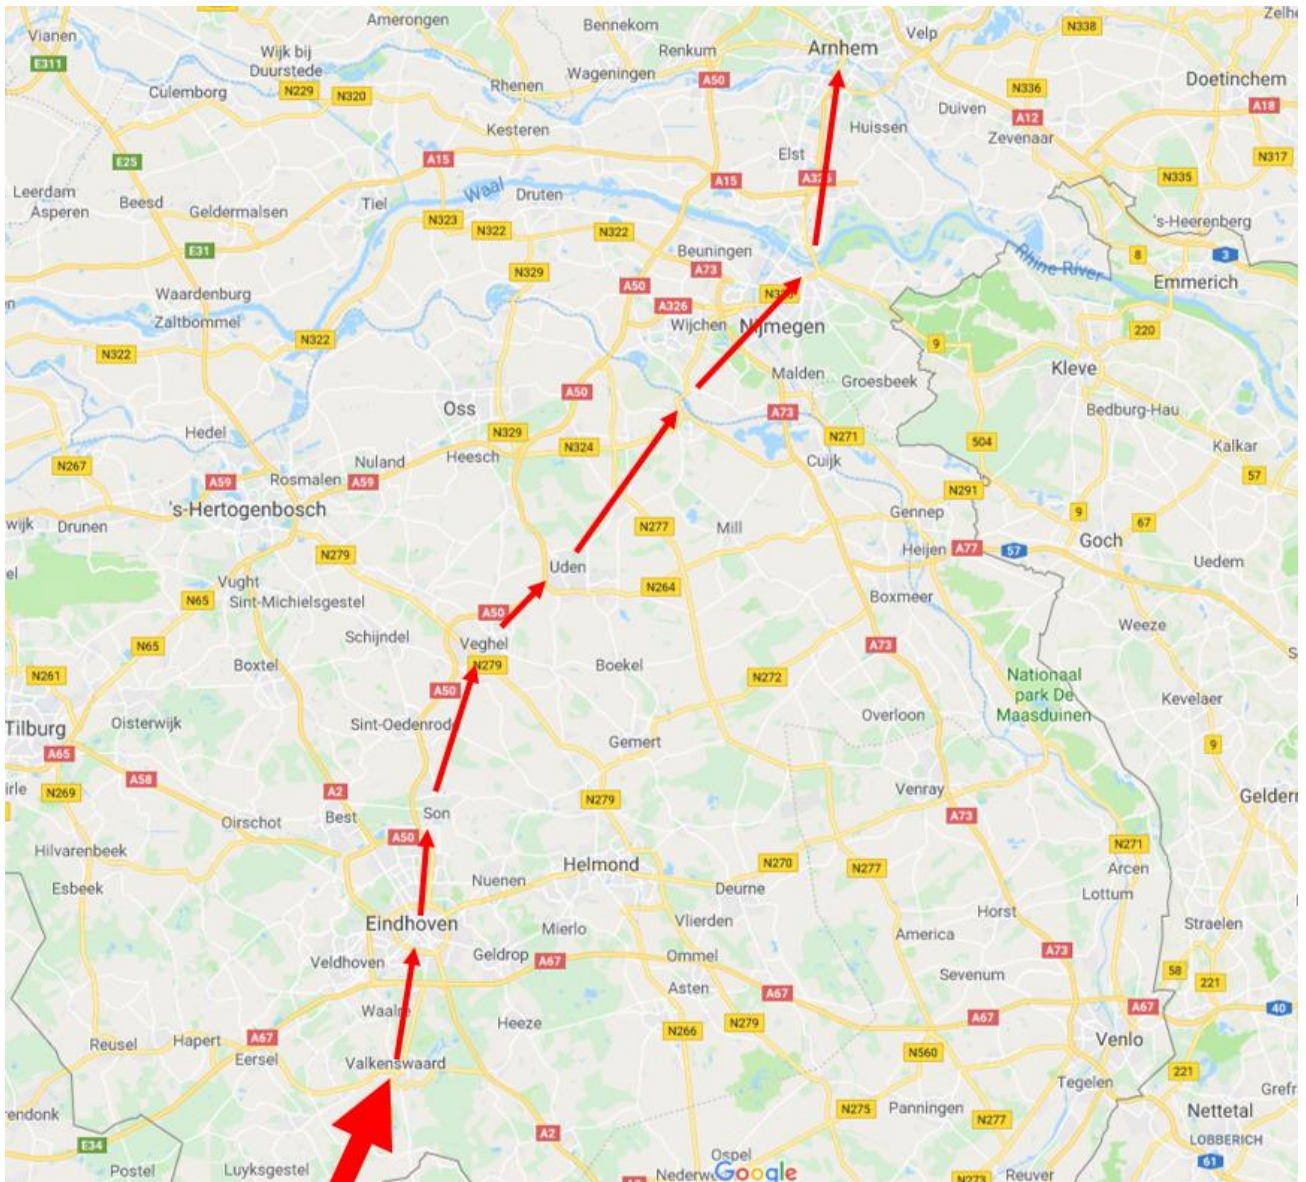 Amerongen
Bennekom
Zelhe
Vianen
Velp
N338
Wijk bij
Duurstede
Renkum
Arnhem
E311
Wageningen
A50
Doetinchem
Culemborg
N229
N320
Rhenen
N336
Duiven
A18
A12
Kesteren
Huissen
Zevenaar
E25
A15
Elst
N317
Leerdam
Waal
Druten
A15
A325
N335
Asperen
Beesd
Geldermalsen
Tiel
N323
N322
N322
's-Heerenberg
E31
Beuningen
8
3
N329
A73
Rhine River
Emmerich
Waardenburg
A50
Zaltbommel
A326
N326
Wijchen
Nijmegen
220
N322
N322
9
Kleve
Malden
Groesbeek
A50
Oss
A73
Bedburg-Hau
Hedel
N329
N271
504
Kalkar
Heesch
N324
N267
Nuland
Cuijk
57
A59
Rosmalen
A59
N291
's-Hertogenbosch
Gennep
9
67
wijk
Drunen
N277
Mill
Goch
N279
Heijen
A77
57
Uedem
el
Uden
Vught
N264
N65
Sint-Michielsgestel
Boxmeer
A50
Weeze
Schijndel
Veghel
N65
A73
Boxtel
N279
Boekel
Nationaal
park De
Maasduinen
N261
A50
N272
Kevelaer
Oisterwijk
Sint-Oedenrode
Overloon
Tilburg
Gemert
9
A65
A58
irle
N269
A2
N279
Venray
Gelderr
Best
Son
A73
Oirschot
A50
Hilvarenbeek
Helmond
N270
N277
N271
Arcen
Esbeek
Nuenen
Deurne
Lottum
Horst
Eindhoven
Mierlo
Vlierden
America
Straelen
Veldhoven
Geldrop
A67
Ommel
A73
58
Sevenum
221
Asten
A67
A67
40
Waalre
Heeze
N279
A67
A67
Reusel
Hapert
N266
Venlo
Eersel
Valkenswaard
N560
221
Tegelen
Grefr
rendonk
N275
Panningen
N277
Nettetal
E34
A2
LOBBERICH
Ospel
61
Postel
Luyksgestel
Nederwe
Google
N273
Reuver